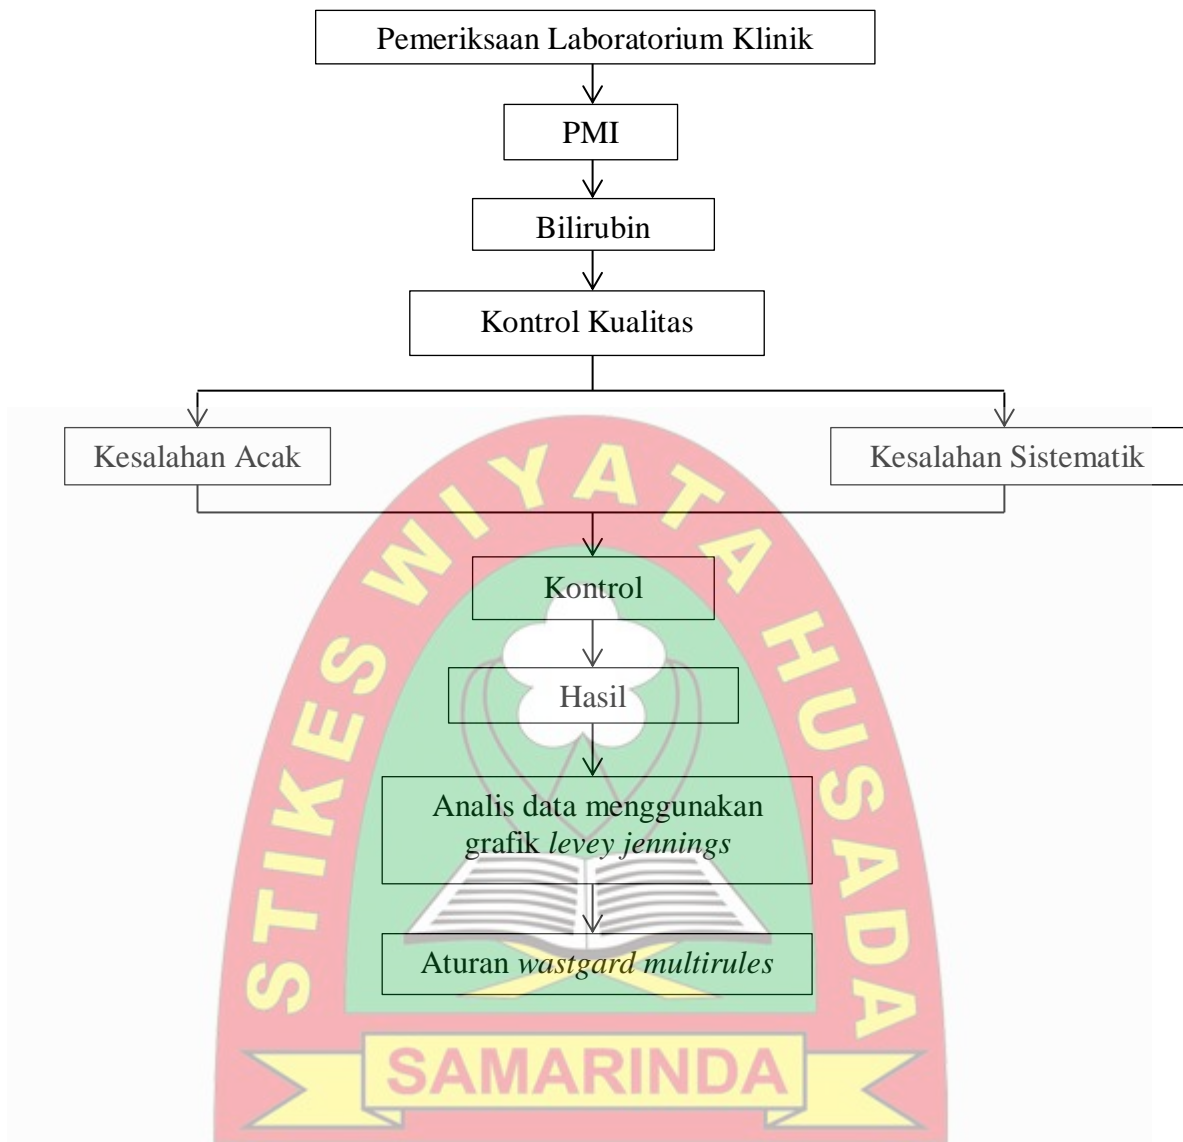 Pemeriksaan Laboratorium Klinik
PMI
Bilirubin
Kontrol Kualitas
Kesalahan Acak
Kesalahan Sistematik
Kontrol
Hasil
Analis data menggunakan
grafik levey jennings
Aturan wastgard multirules
STIKES WIYATA HUSADA
SAMARINDA